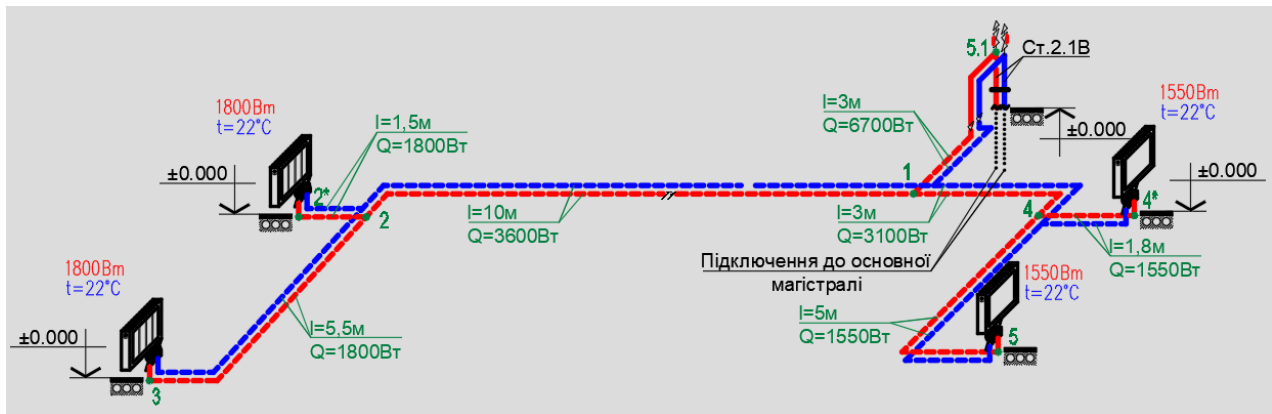 5.1
Ст.2.1В
1800Вт
t=22°C
l=1,5м
Q=1800Вт
l=3м
Q=6700Вт
1550Вт
t=22°C
±0.000
±0.000
±0.000
2*
2
1
4
4*
l=10м
Q=3600Вт
l=3м
Q=3100Вт
l=1,8м
Q=1550Вт
Підключення до основної
магістралі
1800Вт
t=22°C
1550Вт
t=22°C
±0.000
l=5,5м
Q=1800Вт
l=5м
Q=1550Вт
5
3